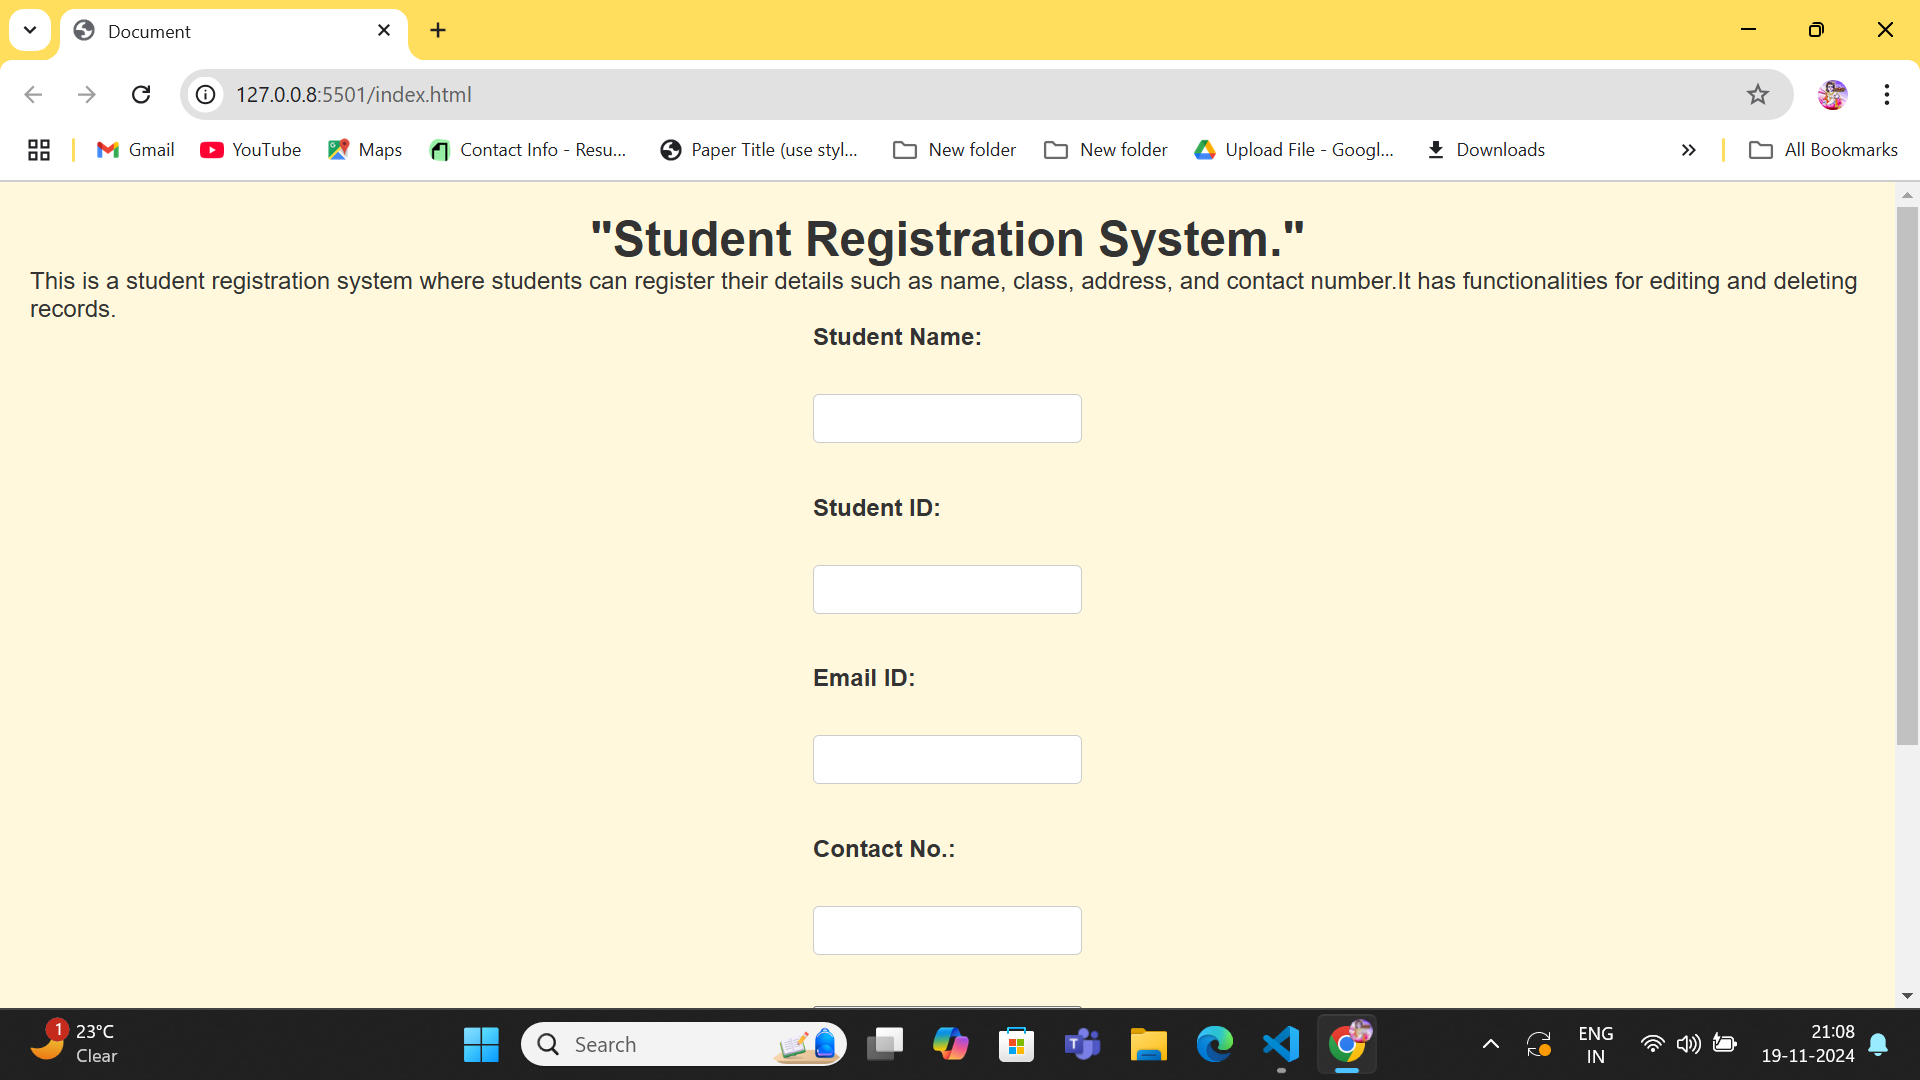 Document
127.0.0.8:5501/index.html
Gmail
YouTube
Maps
Contact Info - Resu...
Paper Title (use styl...
New folder
New folder
Upload File - Googl...
Downloads
All Bookmarks
"Student Registration System."
This is a student registration system where students can register their details such as name, class, address, and contact number.It has functionalities for editing and deleting
records.
Student Name:
Student ID:
Email ID:
Contact No.:
1
23°C
Clear
Search
ENG
IN
21:08
19-11-2024